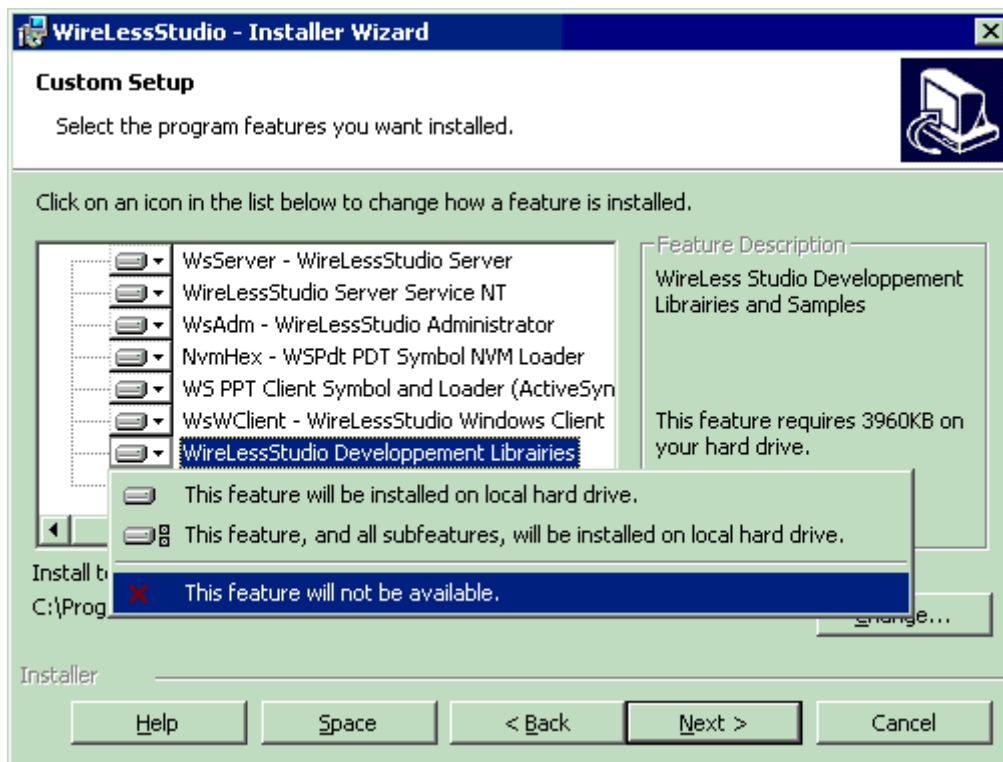 WireLessStudio - Installer Wizard
Custom Setup
Select the program features you want installed.
Click on an icon in the list below to change how a feature is installed.
WsServer - WireLessStudio Server
WireLessStudio Server Service NT
WsAdm - WireLessStudio Administrator
NvmHex - WSPdt PDT Symbol NVM Loader
WS PPT Client Symbol and Loader (ActiveSyn
WsWClient - WireLessStudio Windows Client
WireLessStudio Developpement Librairies
Feature Description
WireLess Studio Developpement
Librairies and Samples
This feature requires 3960KB on
your hard drive.
This feature will be installed on local hard drive.
This feature, and all subfeatures, will be installed on local hard drive.
This feature will not be available.
Install to
C:\Prog
Change...
Installer
Help
Space
< Back
Next >
Cancel